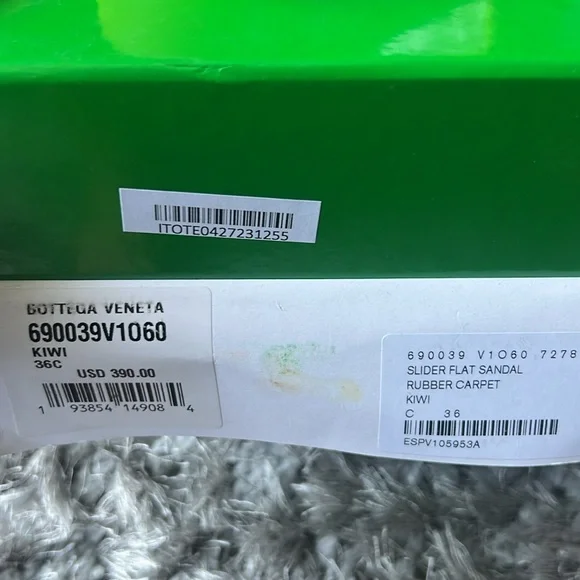 ITOTE0427231255
BOTTEGA VENETA
690039V1O60
KIWI
36C
USD 390.00
1 93854 14908 4
690039 V1O60 7278
SLIDER FLAT SANDAL
RUBBER CARPET
KIWI
C 36
ESPV105953A